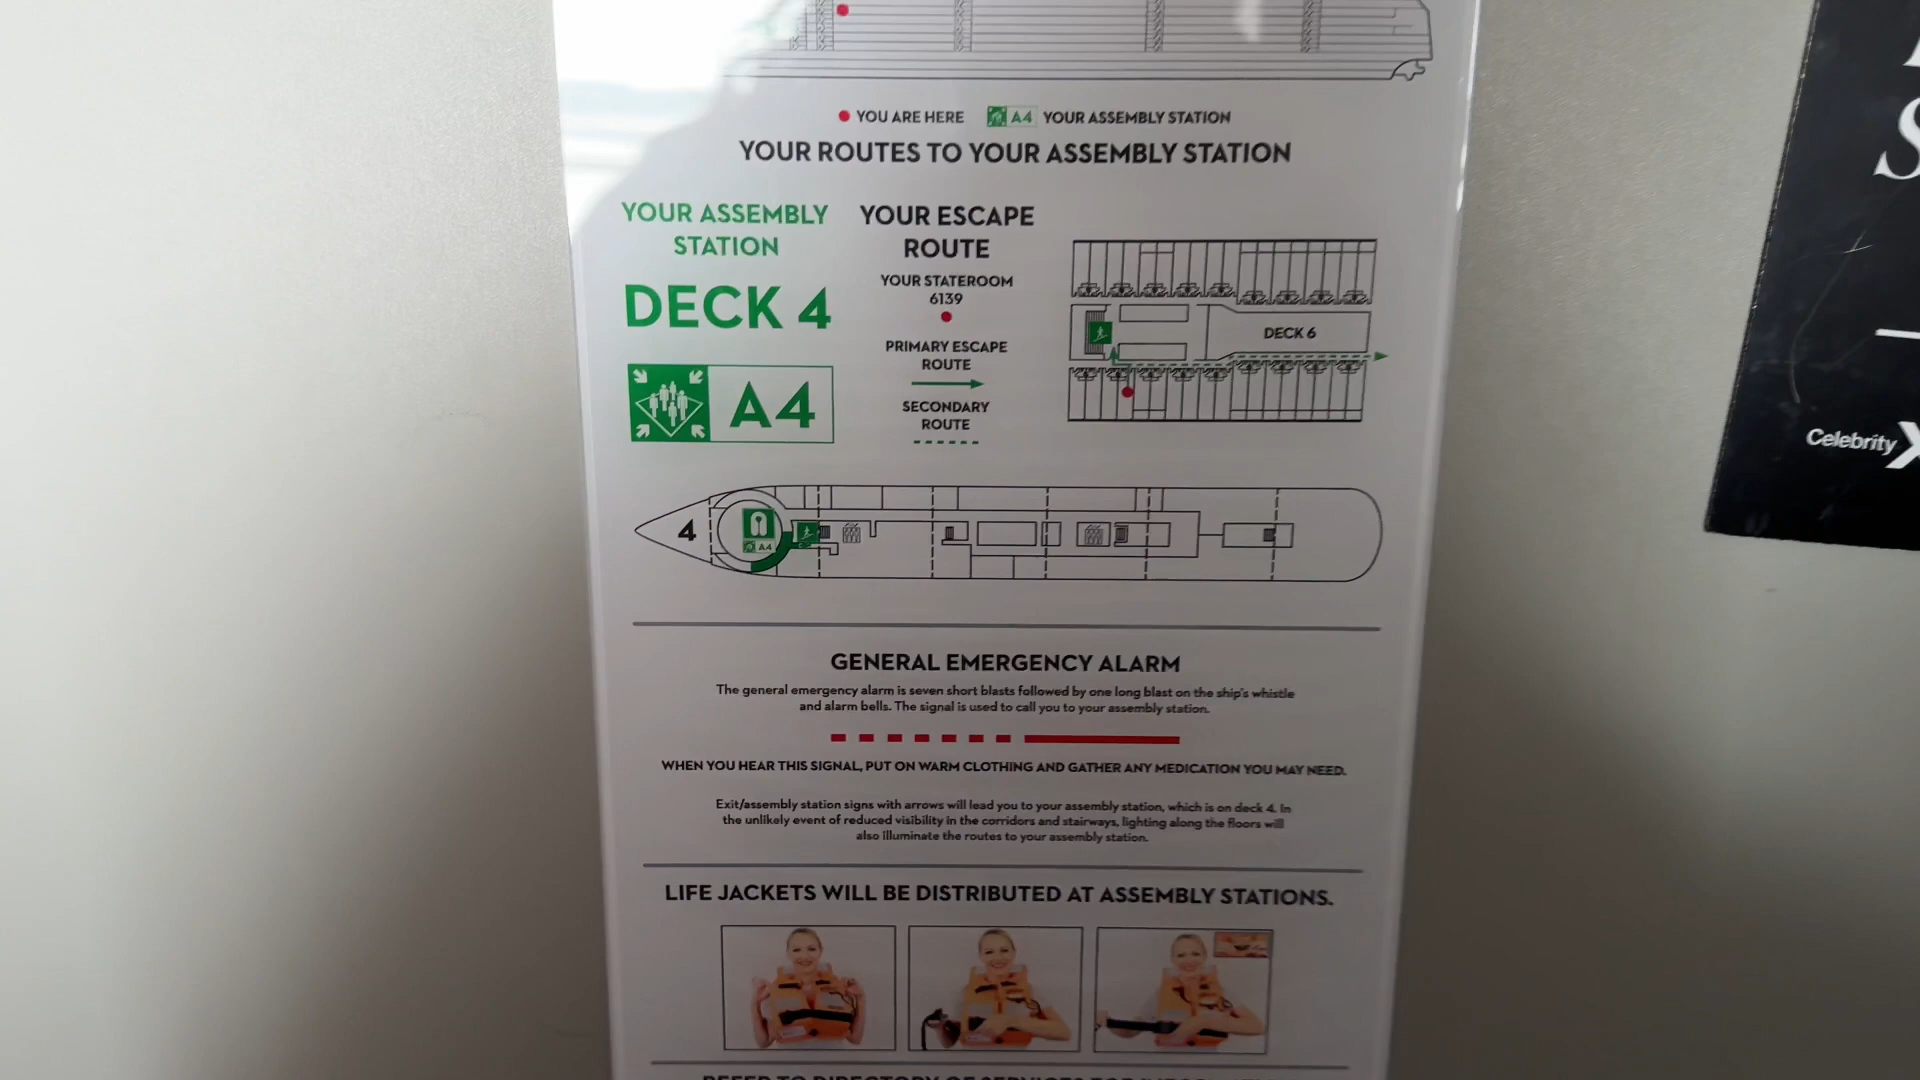 YOU ARE HERE
A4 YOUR ASSEMBLY STATION
YOUR ROUTES TO YOUR ASSEMBLY STATION
YOUR ASSEMBLY
STATION
DECK 4
A4
YOUR ESCAPE
ROUTE
YOUR STATEROOM
6139
PRIMARY ESCAPE
ROUTE
SECONDARY
ROUTE
DECK 6
4
A4
GENERAL EMERGENCY ALARM
The general emergency alarm is seven short blasts followed by one long blast on the ship's whistle
and alarm bells. The signal is used to call you to your assembly station.
WHEN YOU HEAR THIS SIGNAL, PUT ON WARM CLOTHING AND GATHER ANY MEDICATION YOU MAY NEED.
Exit/assembly station signs with arrows will lead you to your assembly station, which is on deck 4. In
the unlikely event of reduced visibility in the corridors and stairways, lighting along the floors will
also illuminate the routes to your assembly station.
LIFE JACKETS WILL BE DISTRIBUTED AT ASSEMBLY STATIONS.
REFER TO DIRECTORY OF SERVICES FOR
S
Celebrity X